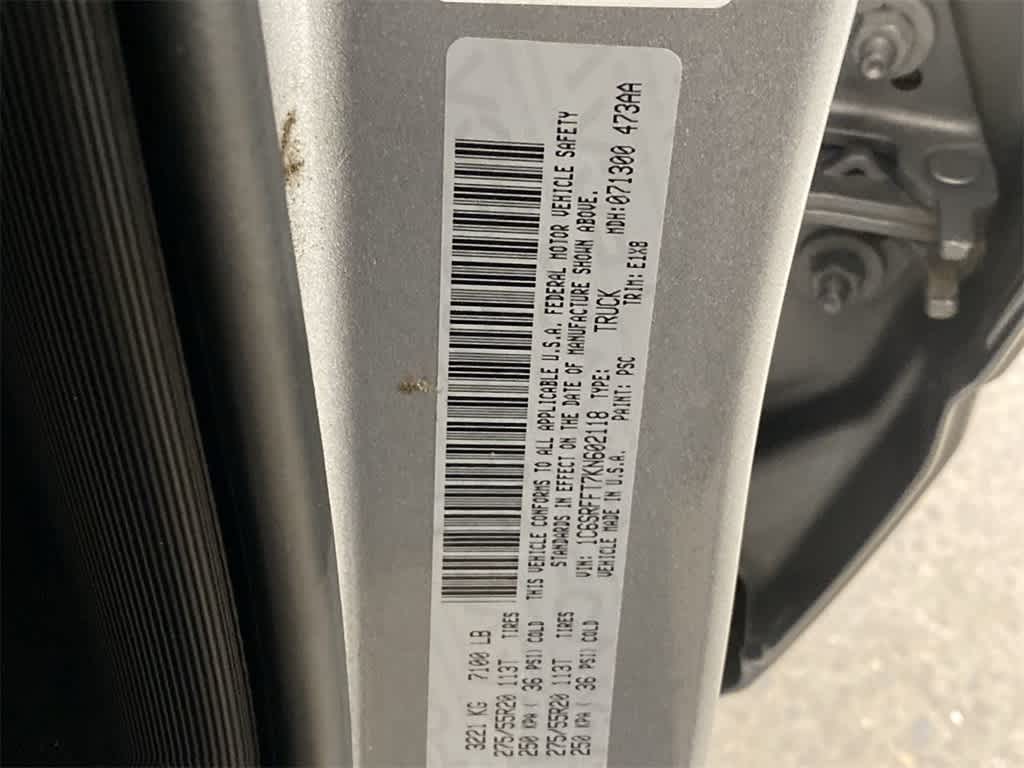 3221 KG 7100 LB
275/55R20 113T TIRES
250 KPA ( 36 PSI) COLD
275/55R20 113T TIRES
250 KPA ( 36 PSI) COLD
THIS VEHICLE CONFORMS TO ALL APPLICABLE U.S.A. FEDERAL MOTOR VEHICLE SAFETY
STANDARDS IN EFFECT ON THE DATE OF MANUFACTURE SHOWN ABOVE.
VIN: 1C6SRFFT7KN602118 TYPE: TRUCK MDH:071300 473AA
VEHICLE MADE IN U.S.A. PAINT: PSC TRIM: E1X8